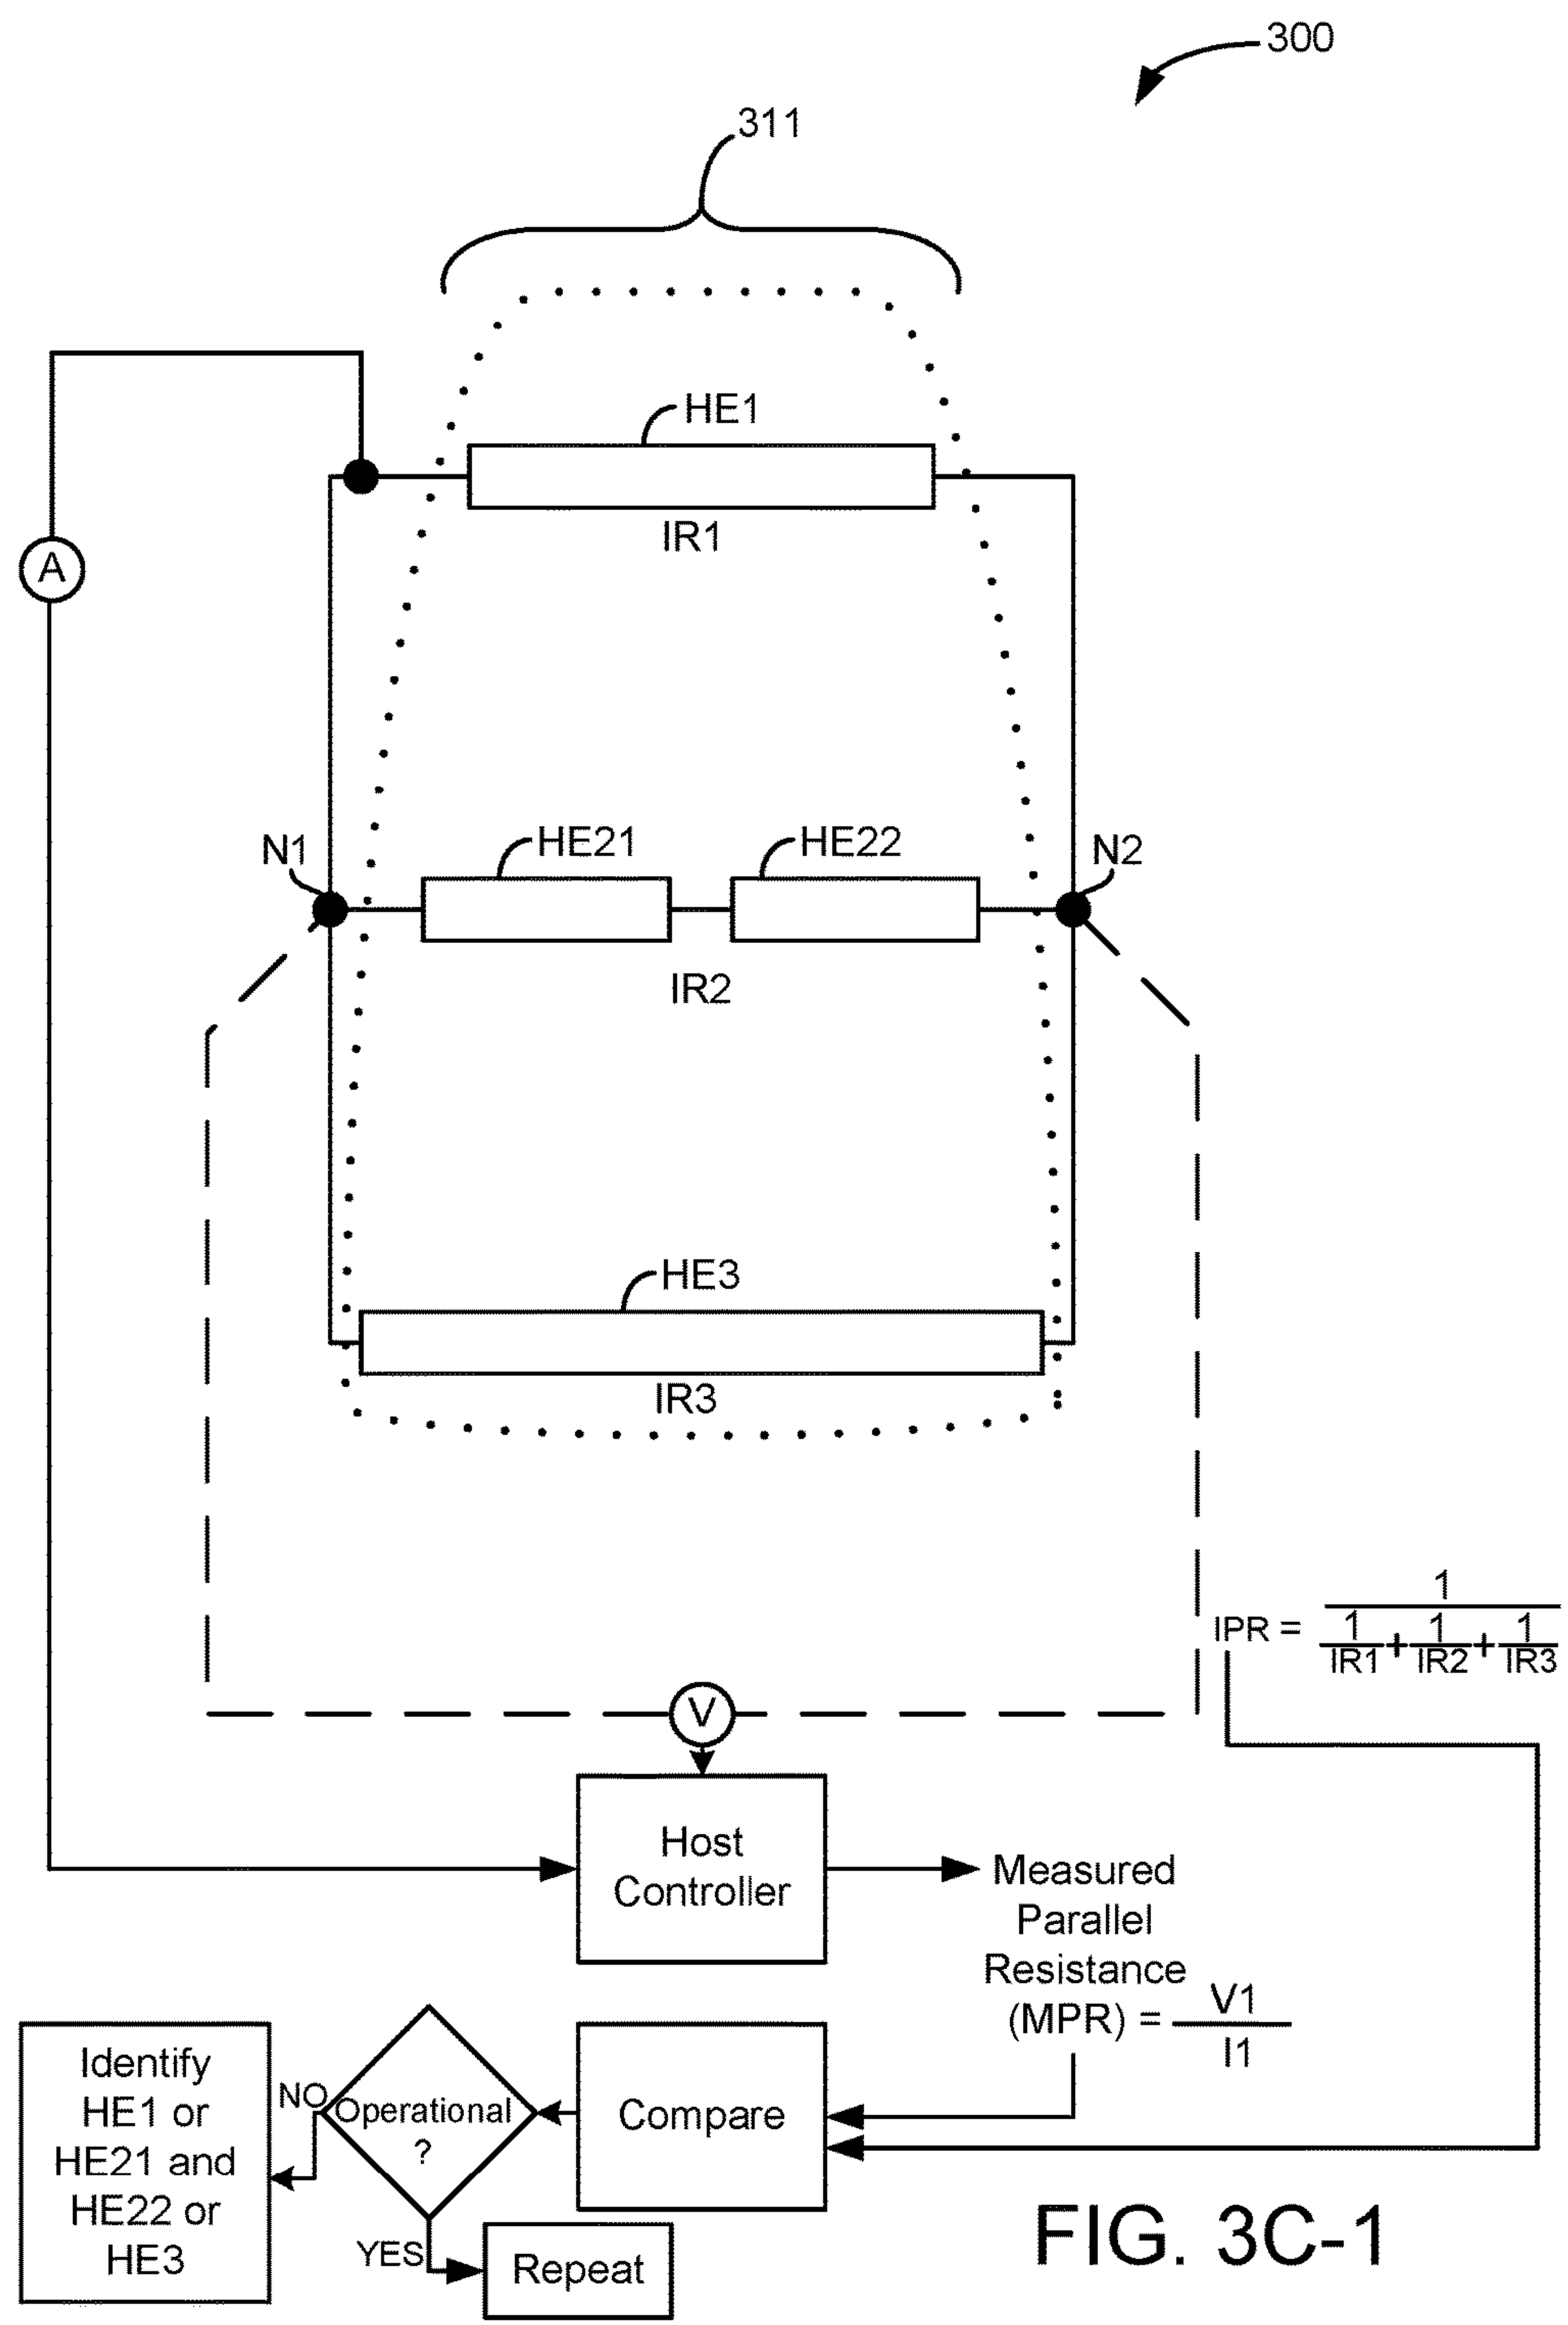 300
311
HE1
IR1
A
N1
HE21
HE22
N2
IR2
HE3
IR3
IPR = 1
1 + 1 + 1
IR1 IR2 IR3
V
Host
Controller
Measured
Parallel
Resistance
(MPR) = V1
I1
Identify
HE1 or
HE21 and
HE22 or
HE3
NO
Operational
?
YES
Repeat
Compare
FIG. 3C-1